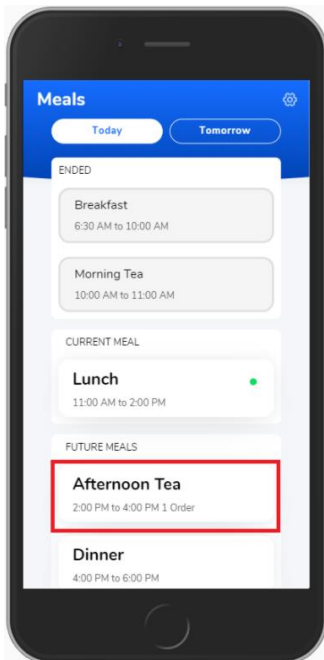 Meals
Today Tomorrow
ENDED
Breakfast
6:30 AM to 10:00 AM
Morning Tea
10:00 AM to 11:00 AM
CURRENT MEAL
Lunch
11:00 AM to 2:00 PM
FUTURE MEALS
Afternoon Tea
2:00 PM to 4:00 PM 1 Order
Dinner
4:00 PM to 6:00 PM